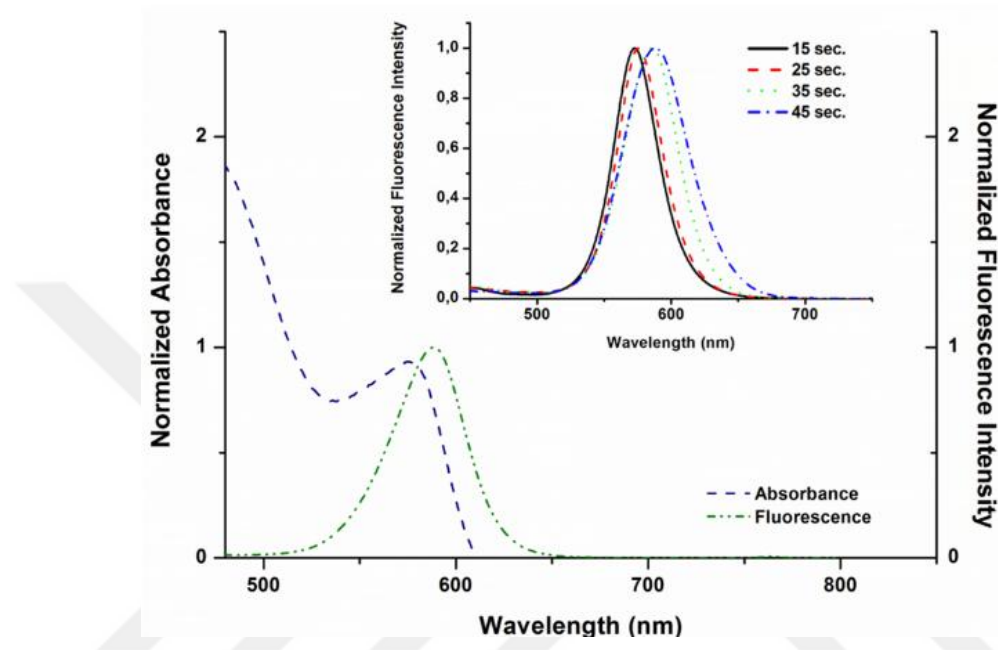 Normalized Absorbance
2
1
0
500
600
700
800
Wavelength (nm)
2
1
0
Normalized Fluorescence Intensity
Absorbance
Fluorescence
Normalized Fluorescence Intensity
1,0
0,8
0,6
0,4
0,2
0,0
500
600
700
Wavelength (nm)
15 sec.
25 sec.
35 sec.
45 sec.